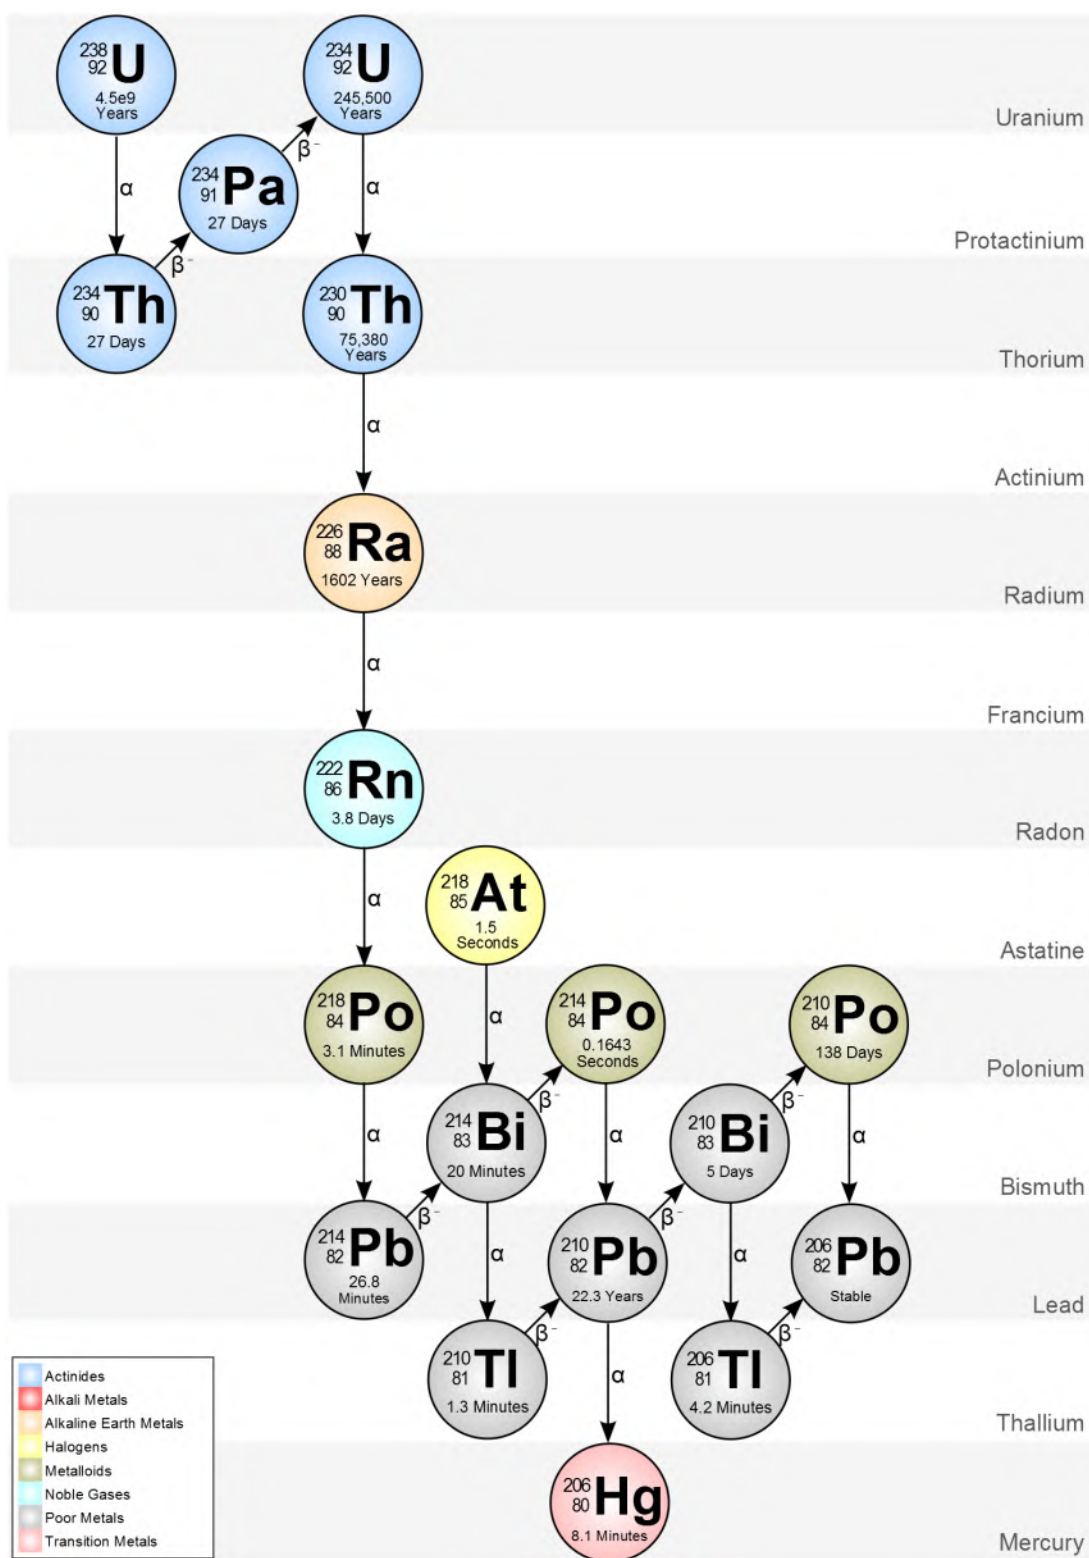 238
92
U
4.5e9
Years
234
92
U
245,500
Years
Uranium
β⁻
α
234
91
Pa
27 Days
α
Protactinium
β⁻
234
90
Th
27 Days
230
90
Th
75,380
Years
Thorium
α
Actinium
226
88
Ra
1602 Years
Radium
α
Francium
222
86
Rn
3.8 Days
Radon
α
218
85
At
1.5
Seconds
Astatine
218
84
Po
3.1 Minutes
α
214
84
Po
0.1643
Seconds
210
84
Po
138 Days
Polonium
β⁻
β⁻
α
214
83
Bi
20 Minutes
α
210
83
Bi
5 Days
α
Bismuth
β⁻
β⁻
214
82
Pb
26.8
Minutes
α
210
82
Pb
22.3 Years
α
206
82
Pb
Stable
Lead
β⁻
β⁻
210
81
Tl
1.3 Minutes
α
206
81
Tl
4.2 Minutes
Thallium
206
80
Hg
8.1 Minutes
Mercury
Actinides
Alkali Metals
Alkaline Earth Metals
Halogens
Metalloids
Noble Gases
Poor Metals
Transition Metals